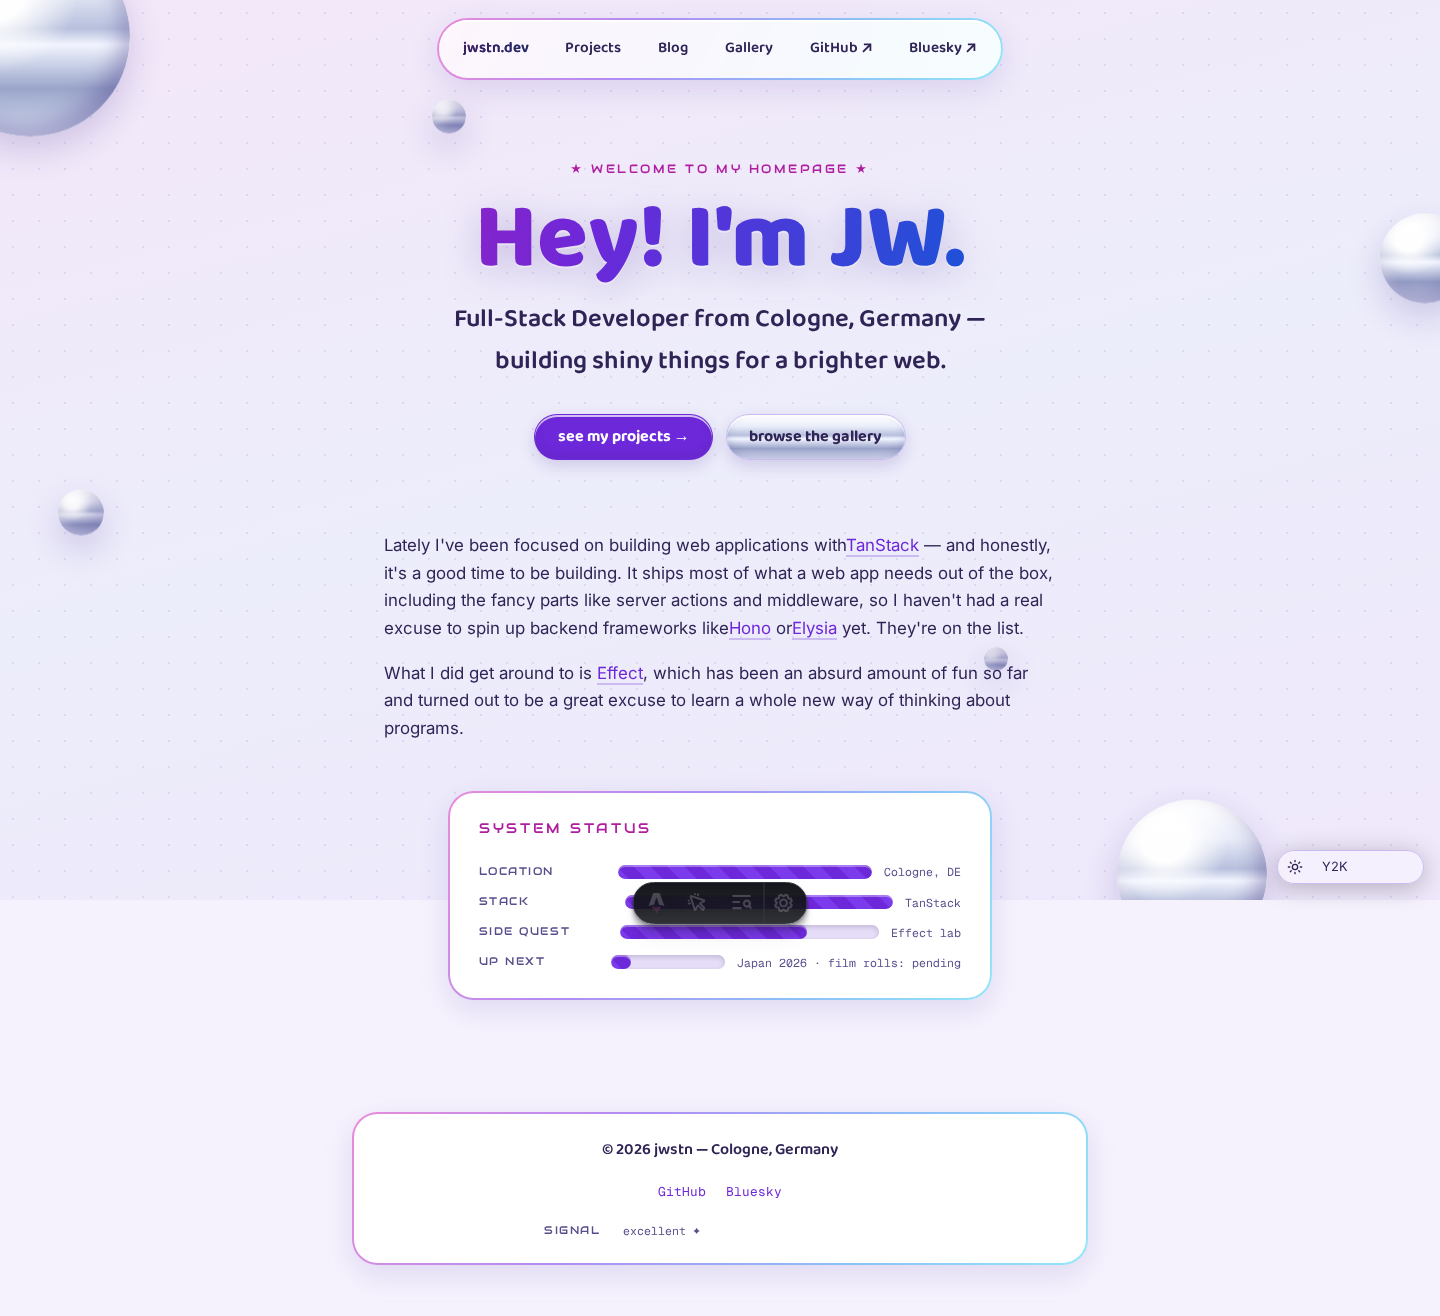 jwstn.dev Projects Blog Gallery GitHub ↗ Bluesky ↗
★ WELCOME TO MY HOMEPAGE ★
Hey! I'm JW.
Full-Stack Developer from Cologne, Germany —
building shiny things for a brighter web.
see my projects → browse the gallery
Lately I've been focused on building web applications withTanStack — and honestly,
it's a good time to be building. It ships most of what a web app needs out of the box,
including the fancy parts like server actions and middleware, so I haven't had a real
excuse to spin up backend frameworks likeHono orElysia yet. They're on the list.
What I did get around to is Effect, which has been an absurd amount of fun so far
and turned out to be a great excuse to learn a whole new way of thinking about
programs.
SYSTEM STATUS
LOCATION Cologne, DE
STACK TanStack
SIDE QUEST Effect lab
UP NEXT Japan 2026 · film rolls: pending
Y2K
© 2026 jwstn — Cologne, Germany
GitHub Bluesky
SIGNAL excellent ✦